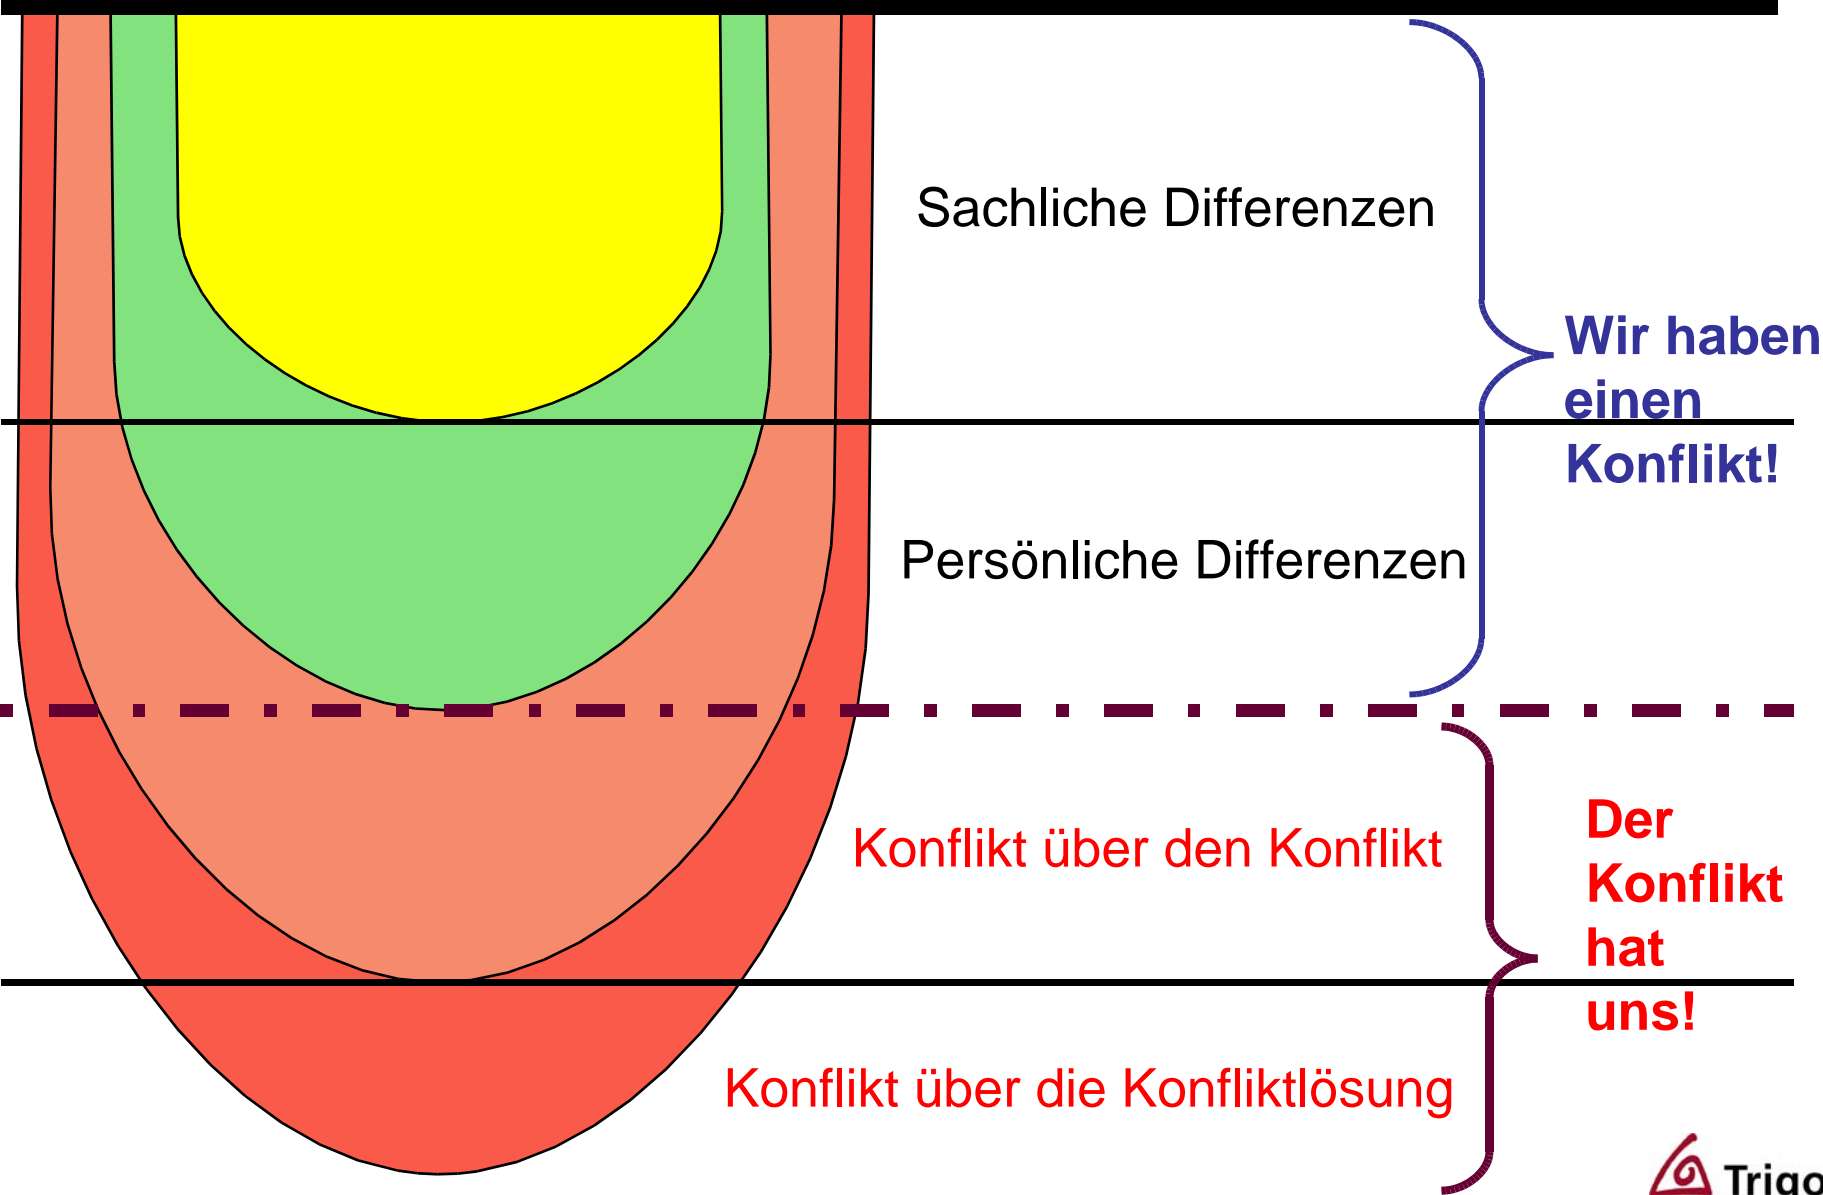 Sachliche Differenzen
Wir haben
einen
Konflikt!
Persönliche Differenzen
Konflikt über den Konflikt
Der
Konflikt
hat
uns!
Konflikt über die Konfliktlösung
Trigo